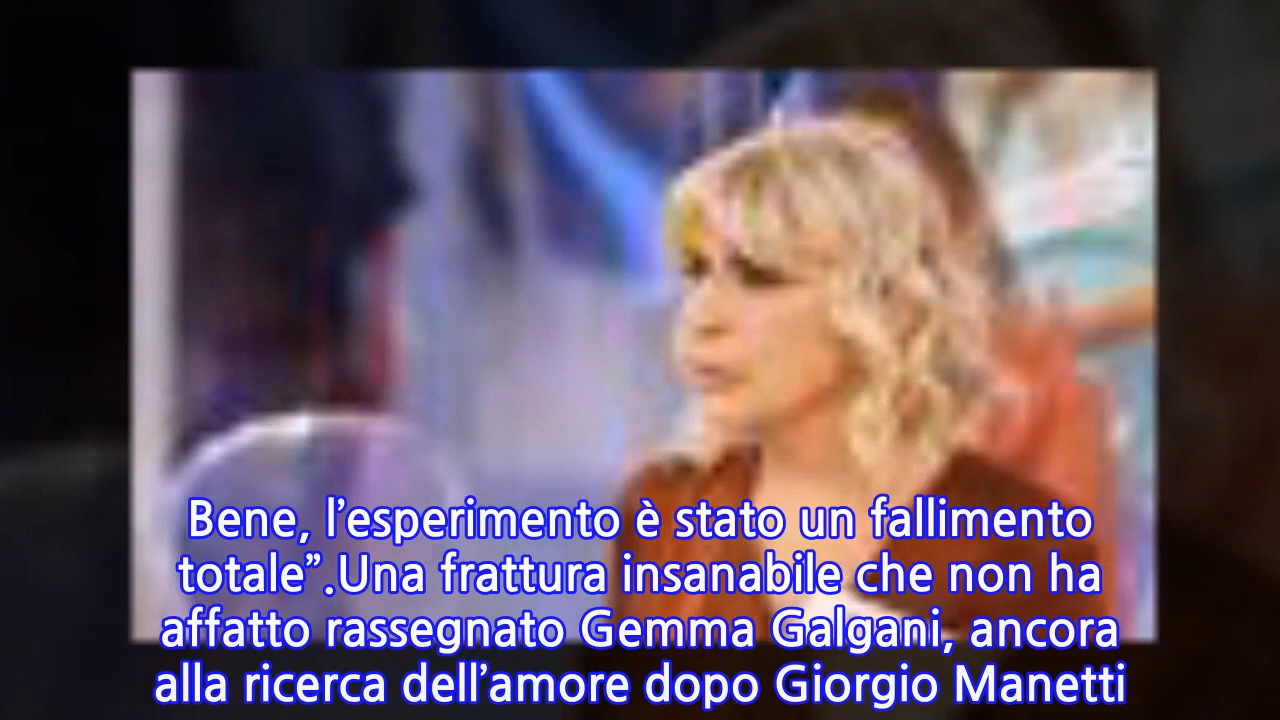 Bene, l’esperimento è stato un fallimento
totale”.Una frattura insanabile che non ha
affatto rassegnato Gemma Galgani, ancora
alla ricerca dell’amore dopo Giorgio Manetti